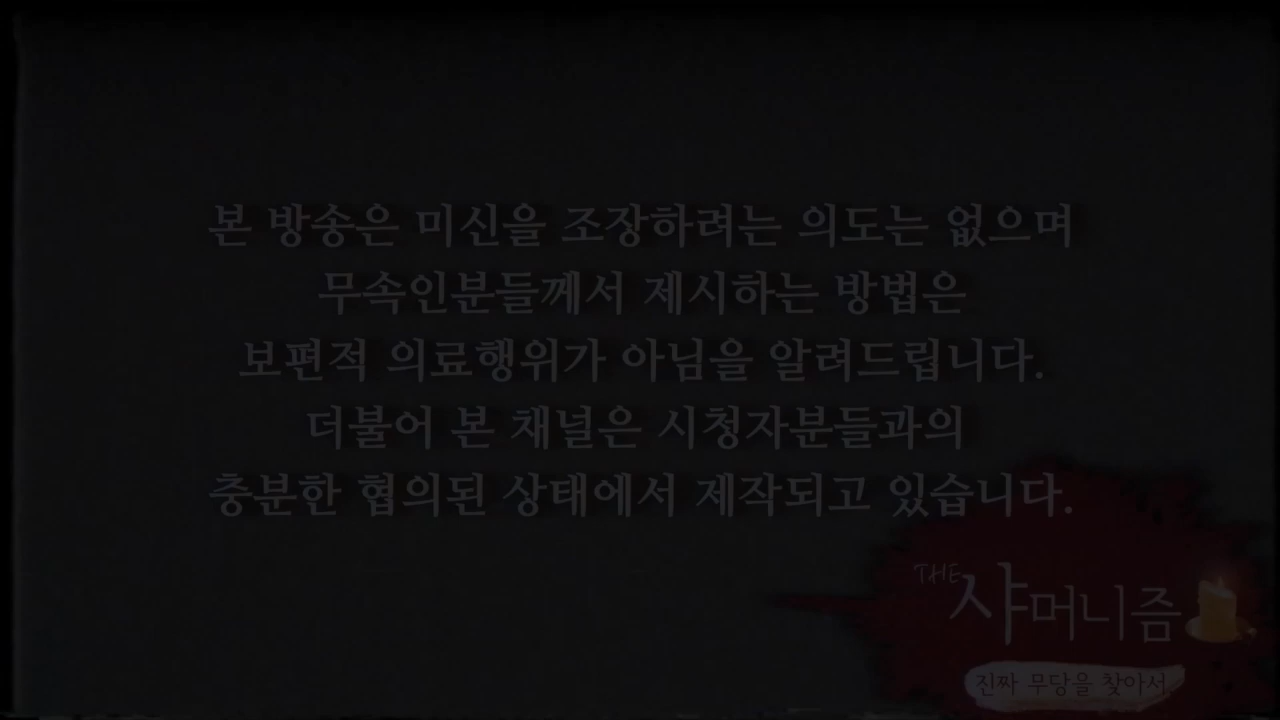 본 방송은 미신을 조장하려는 의도는 없으며
무속인분들께서 제시하는 방법은
보편적 의료행위가 아님을 알려드립니다.
더불어 본 채널은 시청자분들과의
충분한 협의된 상태에서 제작되고 있습니다.
THE 샤머니즘
진짜 무당을 찾아서